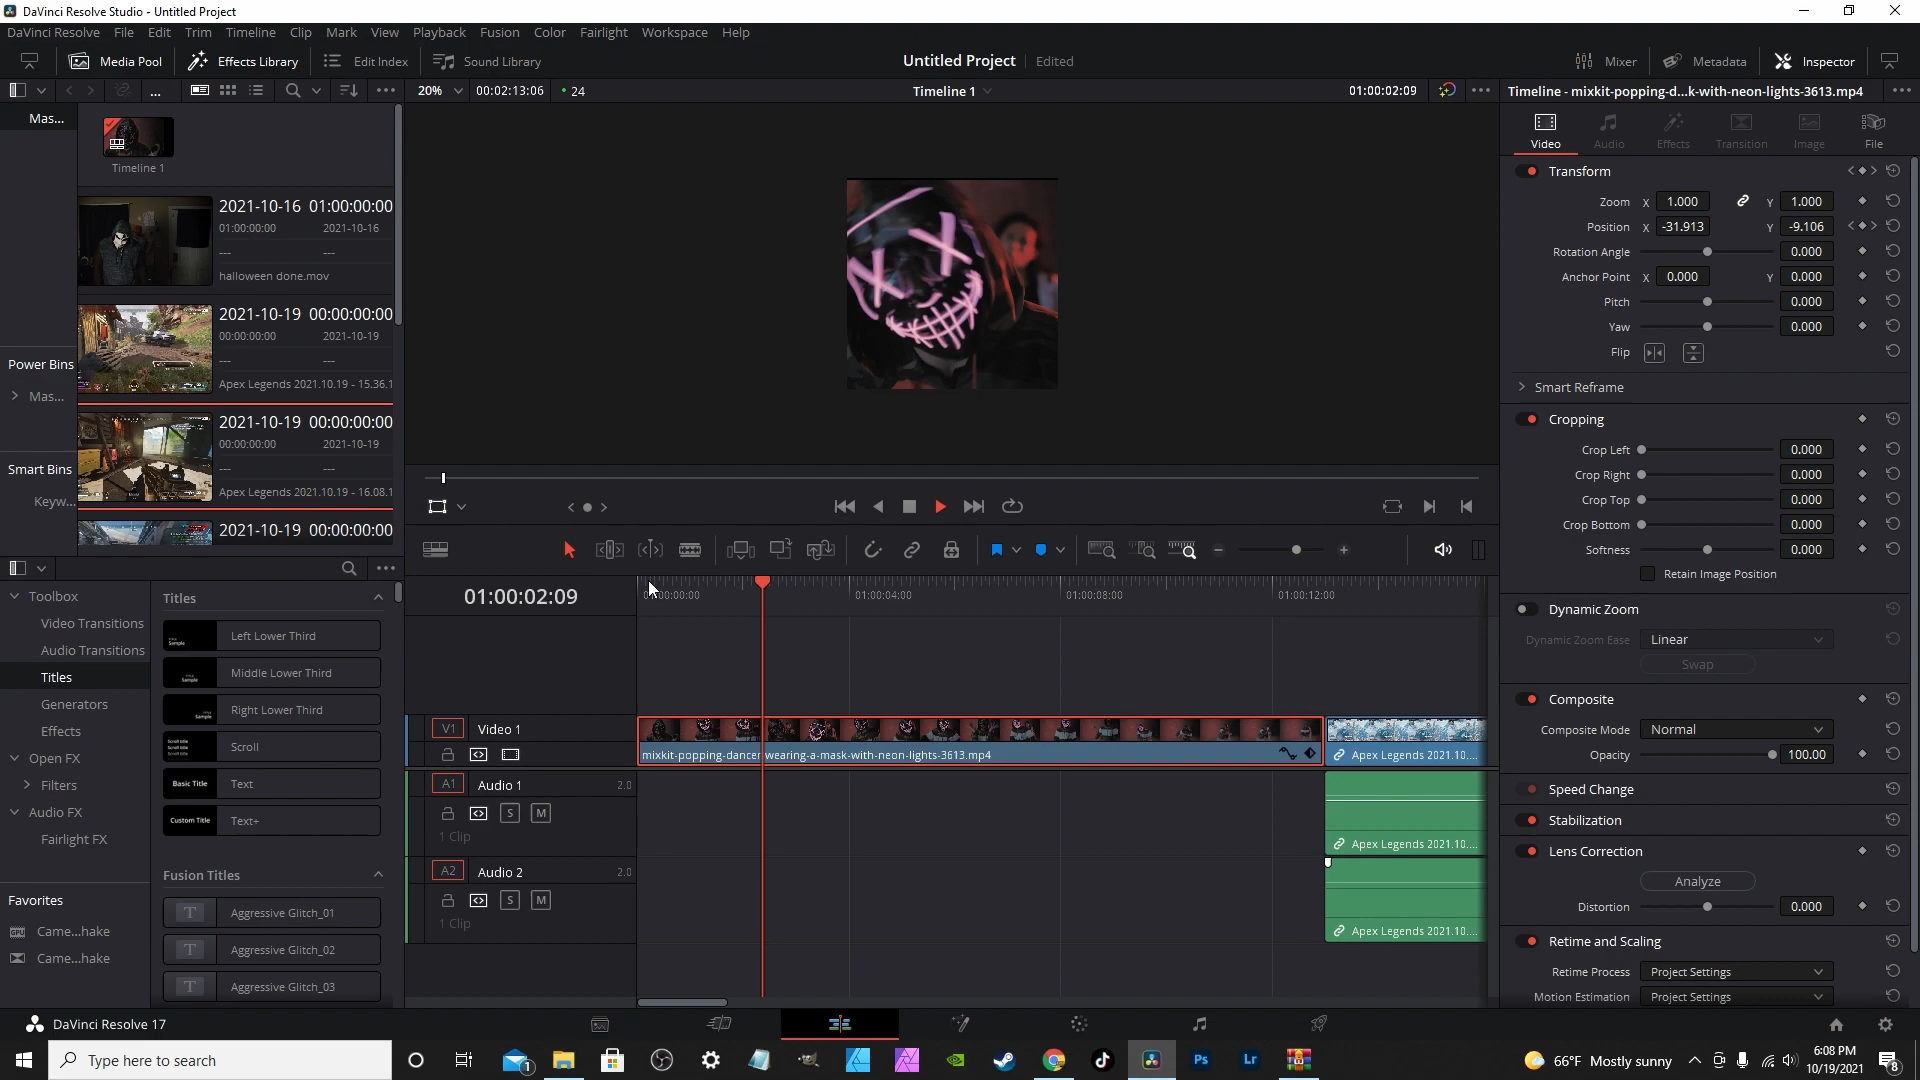 DaVinci Resolve Studio - Untitled Project
DaVinci Resolve File Edit Trim Timeline Clip Mark View Playback Fusion Color Fairlight Workspace Help
Media Pool Effects Library Edit Index Sound Library Untitled Project Edited Mixer Metadata Inspector
... 20% 00:02:13:06 • 24 Timeline 1 01:00:02:09 Timeline - mixkit-popping-d...k-with-neon-lights-3613.mp4
Mas...
Timeline 1
2021-10-16 01:00:00:00
01:00:00:00 2021-10-16
---
---
halloween done.mov
2021-10-19 00:00:00:00
00:00:00:00 2021-10-19
---
---
Apex Legends 2021.10.19 - 15.36.1
2021-10-19 00:00:00:00
00:00:00:00 2021-10-19
---
---
Apex Legends 2021.10.19 - 16.08.1
2021-10-19 00:00:00:00
Power Bins
Mas...
Smart Bins
Keyw...
Video Audio Effects Transition Image File
Transform
Zoom X 1.000 Y 1.000
Position X -31.913 Y -9.106
Rotation Angle 0.000
Anchor Point X 0.000 Y 0.000
Pitch 0.000
Yaw 0.000
Flip
Smart Reframe
Cropping
Crop Left 0.000
Crop Right 0.000
Crop Top 0.000
Crop Bottom 0.000
Softness 0.000
Retain Image Position
Dynamic Zoom
Dynamic Zoom Ease Linear
Swap
Composite
Composite Mode Normal
Opacity 100.00
Speed Change
Stabilization
Lens Correction
Analyze
Distortion 0.000
Retime and Scaling
Retime Process Project Settings
Motion Estimation Project Settings
Toolbox
Video Transitions
Audio Transitions
Titles
Generators
Effects
Open FX
Filters
Audio FX
Fairlight FX
Favorites
Came...hake
Came...hake
Titles
Left Lower Third
Middle Lower Third
Right Lower Third
Scroll
Basic Title Text
Custom Title Text+
Fusion Titles
T Aggressive Glitch_01
T Aggressive Glitch_02
T Aggressive Glitch_03
01:00:02:09
01:00:04:00 01:00:08:00 01:00:12:00
V1 Video 1
mixkit-popping-dancer wearing-a-mask-with-neon-lights-3613.mp4 Apex Legends 2021.10....
A1 Audio 1 2.0
S M
1 Clip Apex Legends 2021.10....
A2 Audio 2 2.0
S M
1 Clip Apex Legends 2021.10....
DaVinci Resolve 17
Type here to search
1 Ps Lr 66°F Mostly sunny 6:08 PM
10/19/2021 8